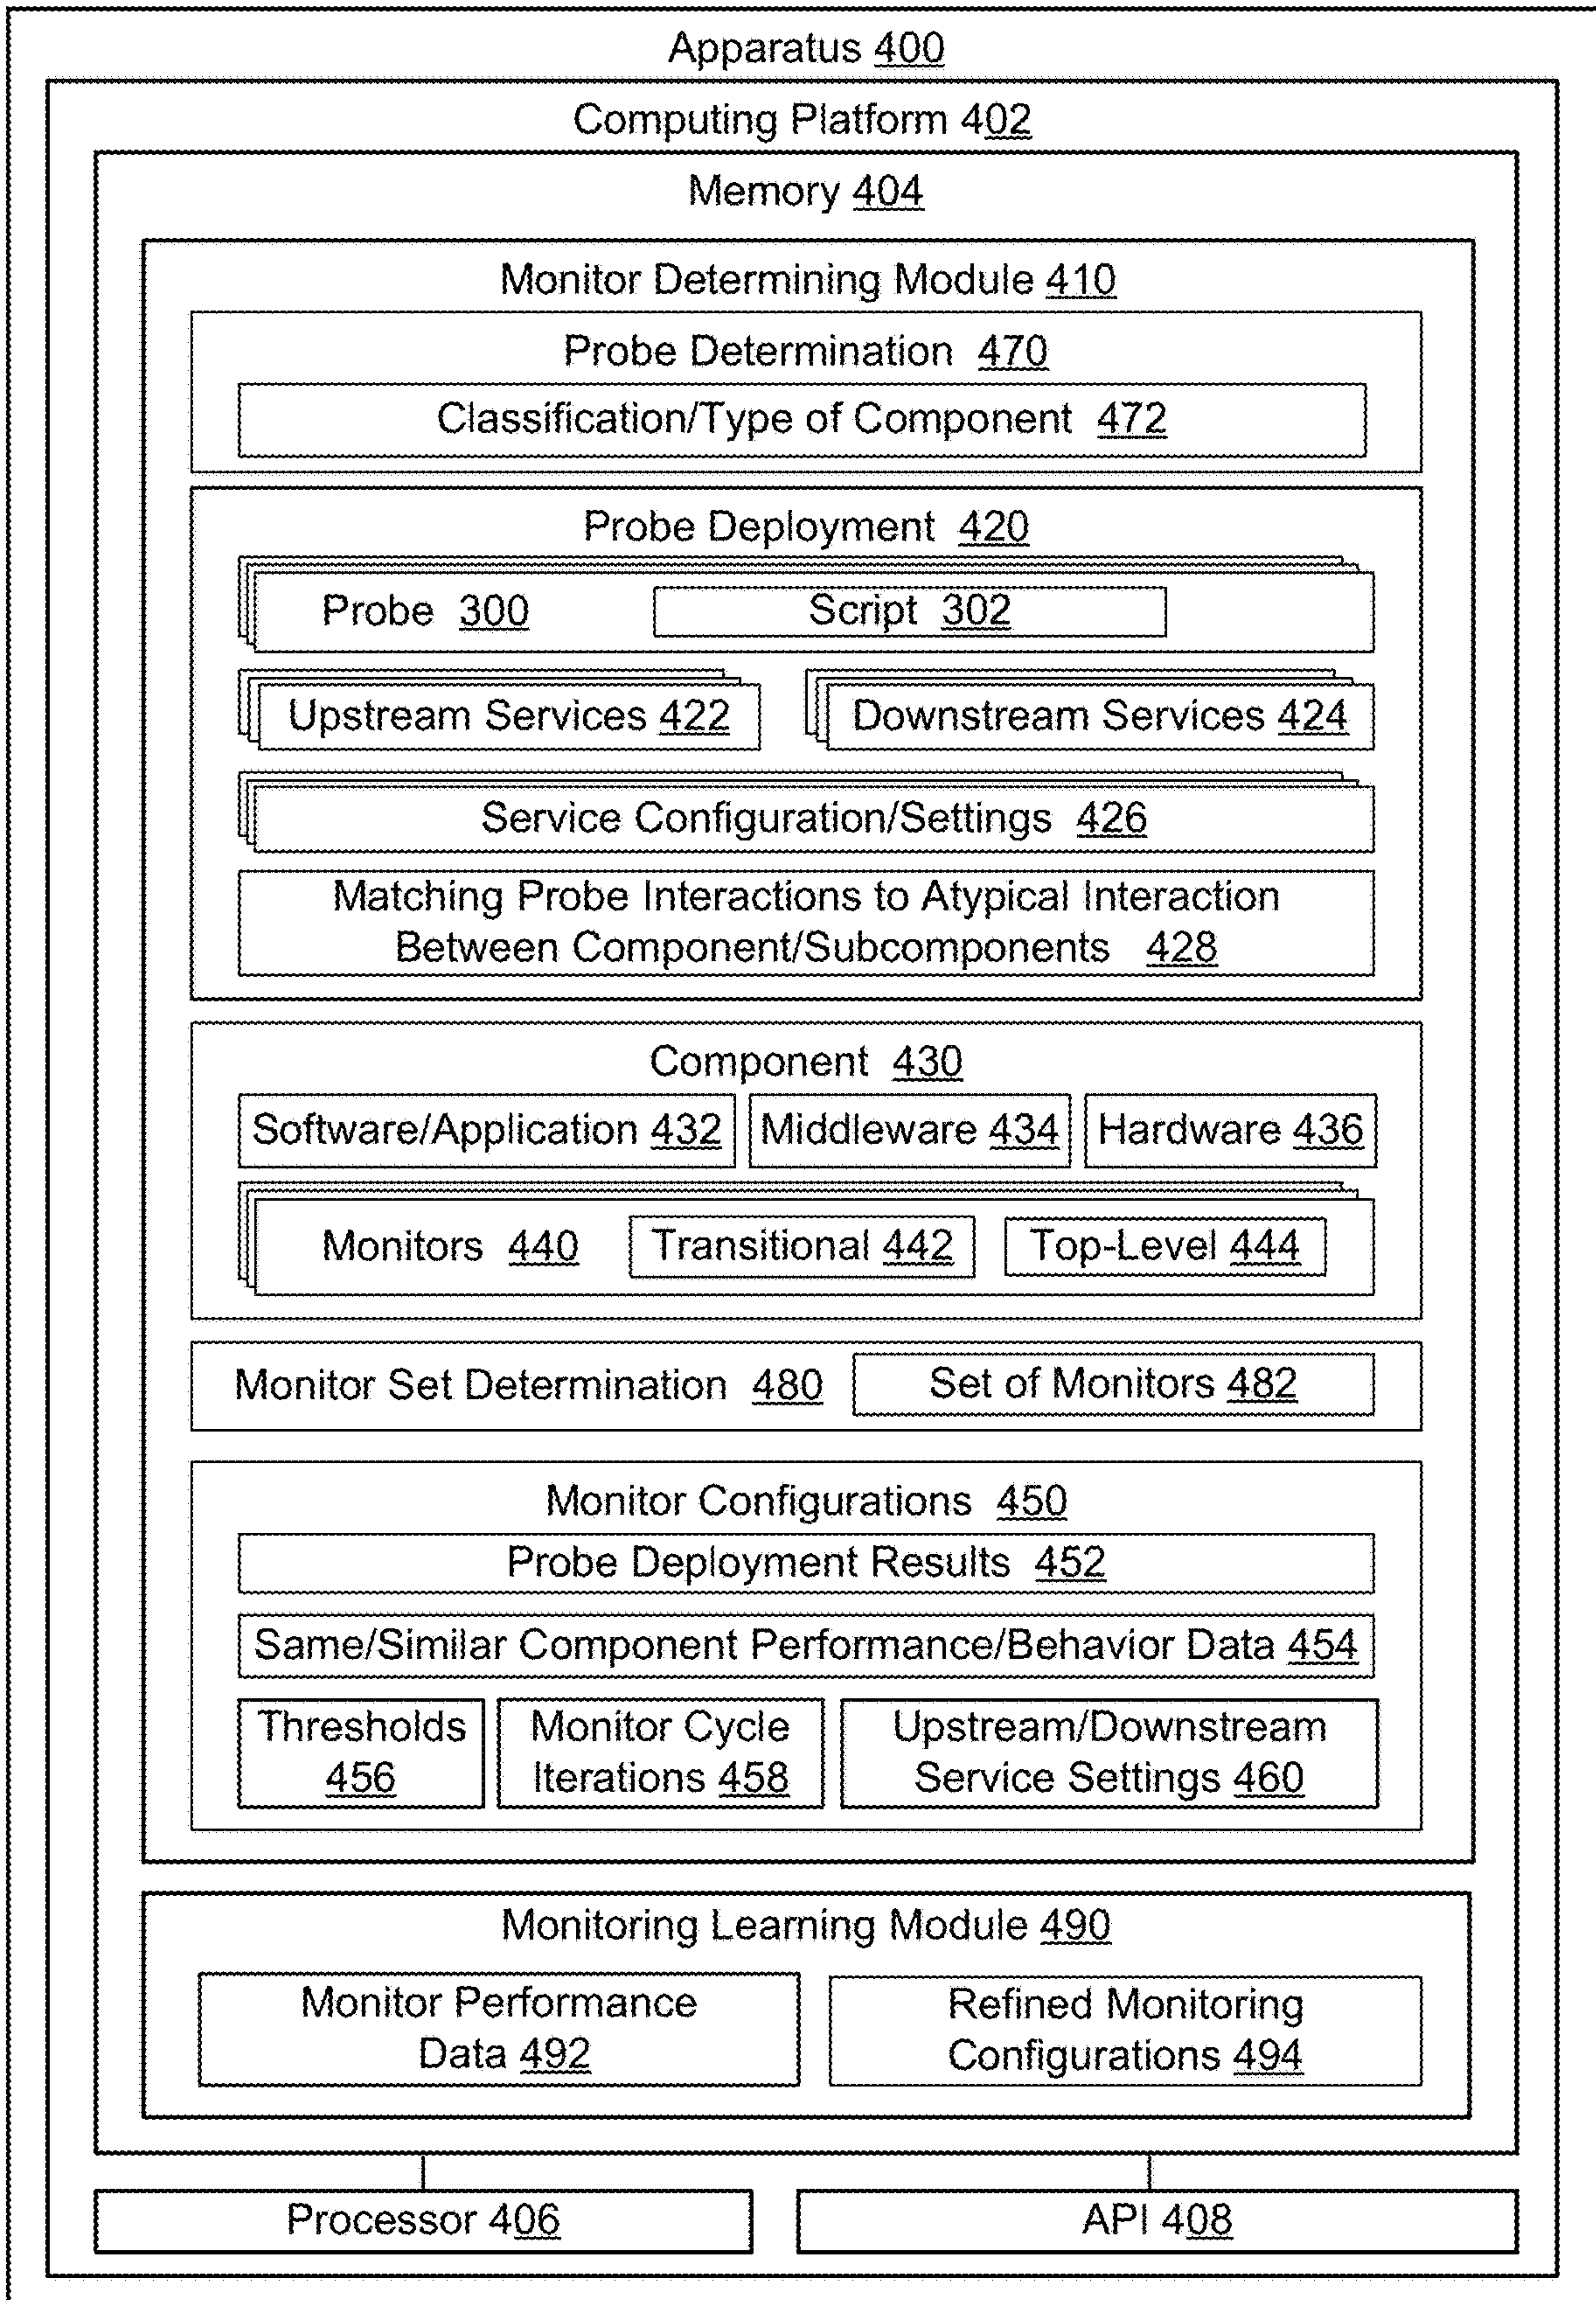 Apparatus 400
Computing Platform 402
Memory 404
Monitor Determining Module 410
Probe Determination 470
Classification/Type of Component 472
Probe Deployment 420
Probe 300 Script 302
Upstream Services 422 Downstream Services 424
Service Configuration/Settings 426
Matching Probe Interactions to Atypical Interaction
Between Component/Subcomponents 428
Component 430
Software/Application 432 Middleware 434 Hardware 436
Monitors 440 Transitional 442 Top-Level 444
Monitor Set Determination 480 Set of Monitors 482
Monitor Configurations 450
Probe Deployment Results 452
Same/Similar Component Performance/Behavior Data 454
Thresholds
456
Monitor Cycle
Iterations 458
Upstream/Downstream
Service Settings 460
Monitoring Learning Module 490
Monitor Performance
Data 492
Refined Monitoring
Configurations 494
Processor 406
API 408